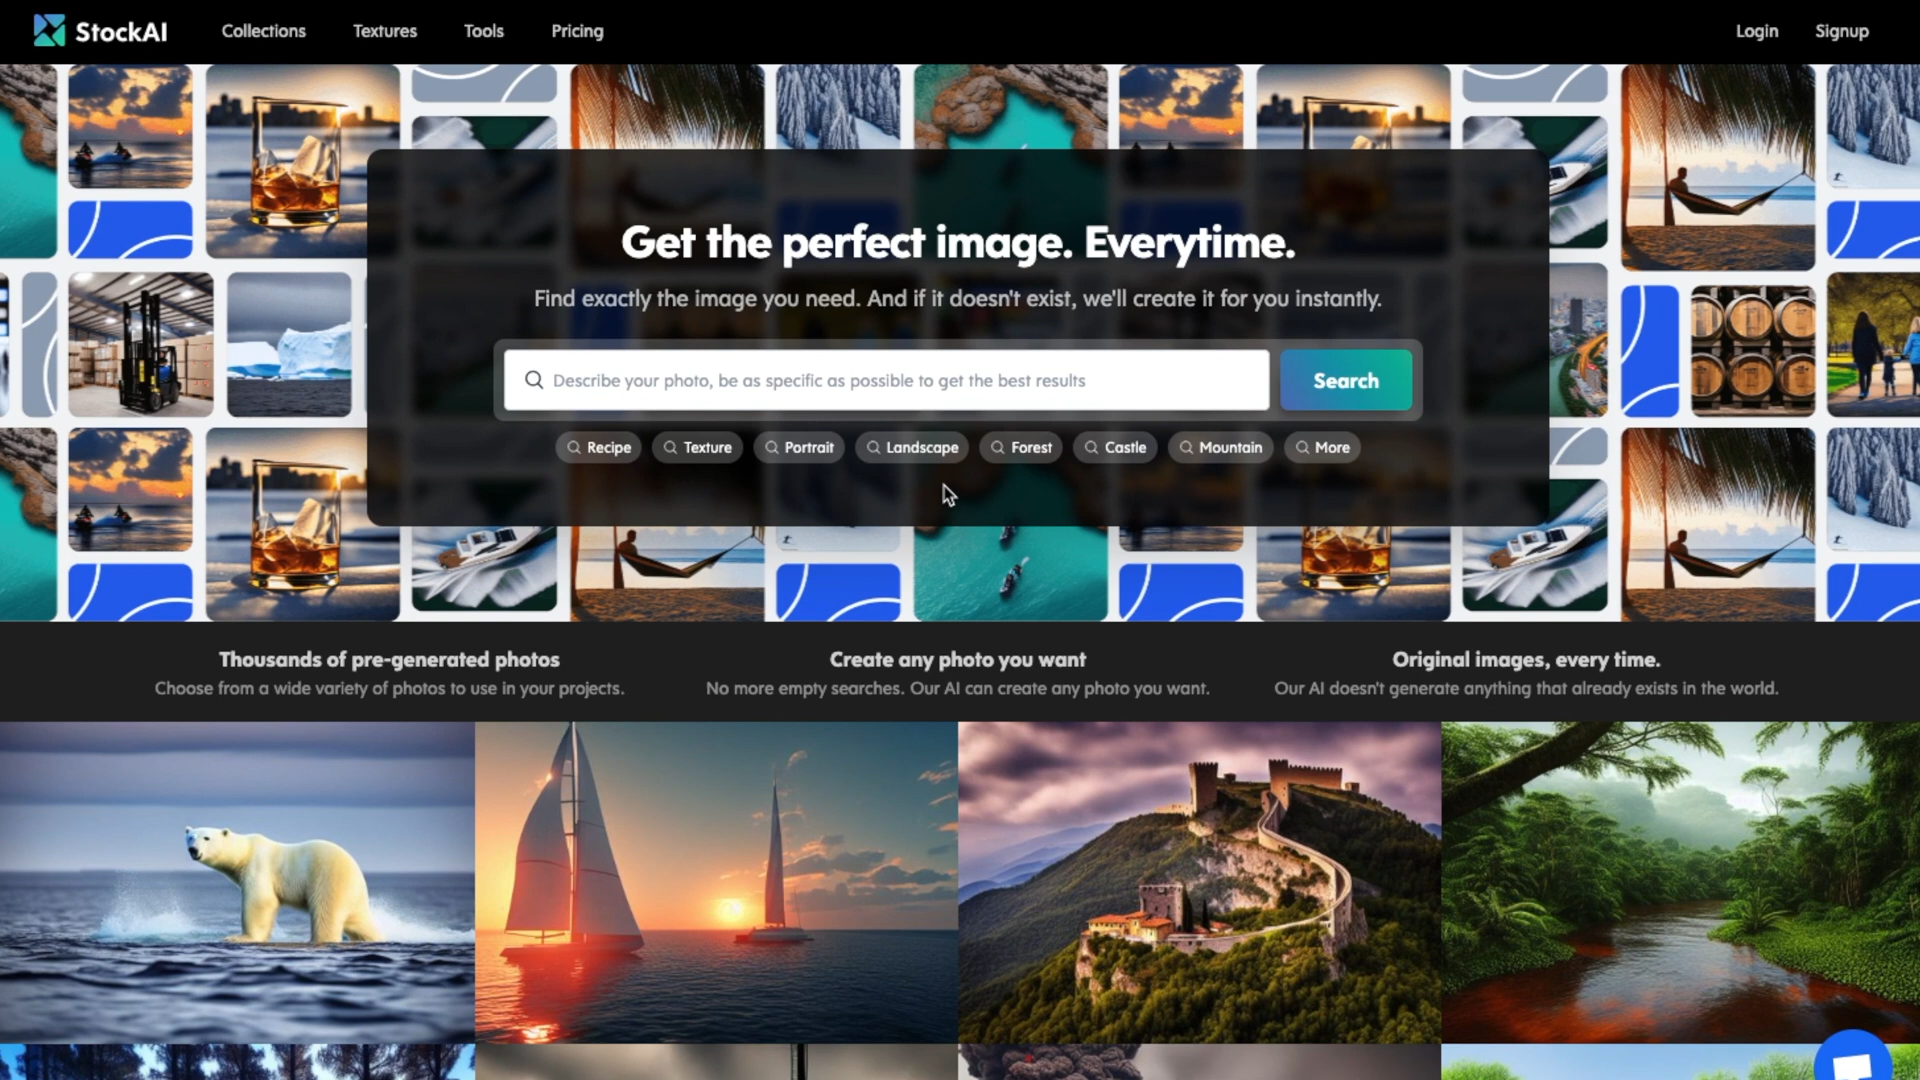 StockAI
Collections
Textures
Tools
Pricing
Login
Signup
Get the perfect image. Everytime.
Find exactly the image you need. And if it doesn't exist, we'll create it for you instantly.
Describe your photo, be as specific as possible to get the best results
Search
Recipe
Texture
Portrait
Landscape
Forest
Castle
Mountain
More
Thousands of pre-generated photos
Choose from a wide variety of photos to use in your projects.
Create any photo you want
No more empty searches. Our AI can create any photo you want.
Original images, every time.
Our AI doesn't generate anything that already exists in the world.